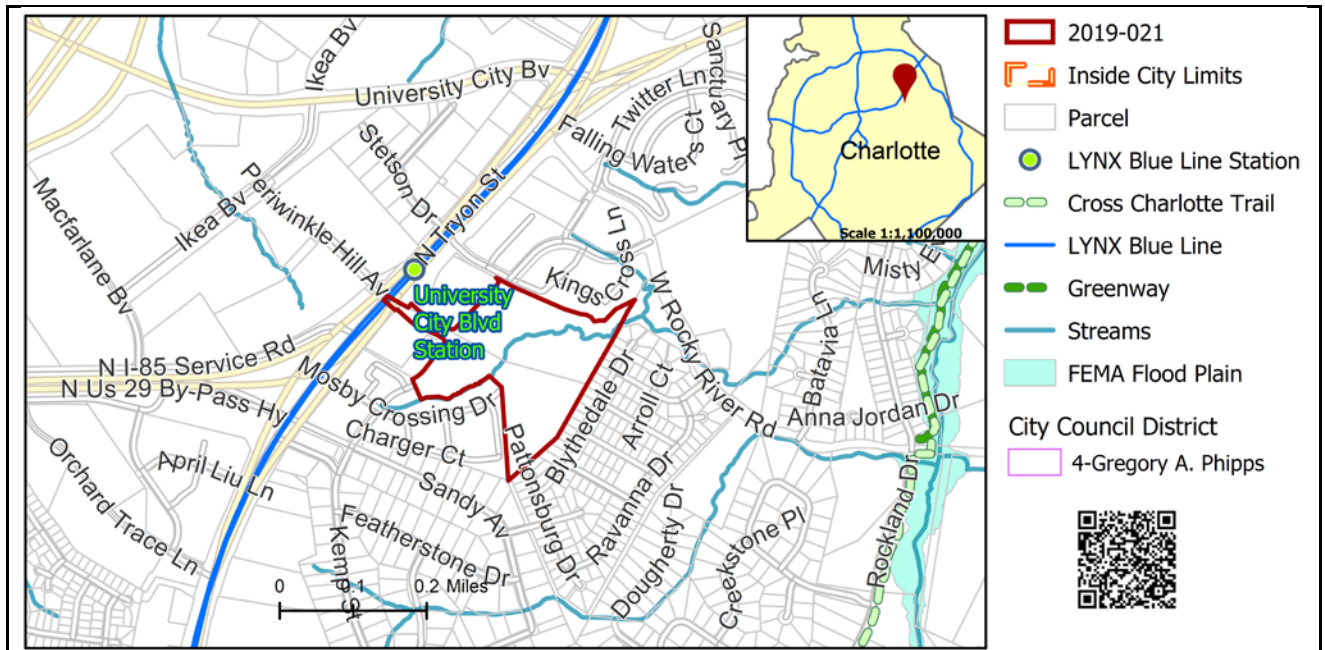 Ikea Bv
University City Bv
Sanctuary Pl
Twitter Ln
Ct
Falling Waters
Stetson Dr
Periwinkle Hill Av
N Tryon St
Macfarlane Bv
Ikea Bv
Kings
Cross Ln
W Rocky River Rd
Misty
Batavia Ln
University
City Blvd
Station
N I-85 Service Rd
N Us 29 By-Pass Hy
Mosby Crossing Dr
Charger Ct
Blythedale Dr
Arroll Ct
Anna Jordan Dr
April Liu Ln
Orchard Trace Ln
Sandy Av
Pattonsburg Dr
Ravanna Dr
Featherstone Dr
Kemp St
Dougherty Dr
Creekstone Pl
Rockland Dr
0 0.1 0.2 Miles
Charlotte
Scale 1:1,100,000
2019-021
Inside City Limits
Parcel
LYNX Blue Line Station
Cross Charlotte Trail
LYNX Blue Line
Greenway
Streams
FEMA Flood Plain
City Council District
4-Gregory A. Phipps